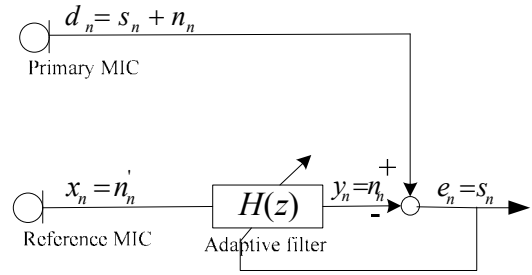 d_n = s_n + n_n
Primary MIC
x_n = n'_n
H(z)
y_n = n_n
+
-
e_n = s_n
Reference MIC
Adaptive filter